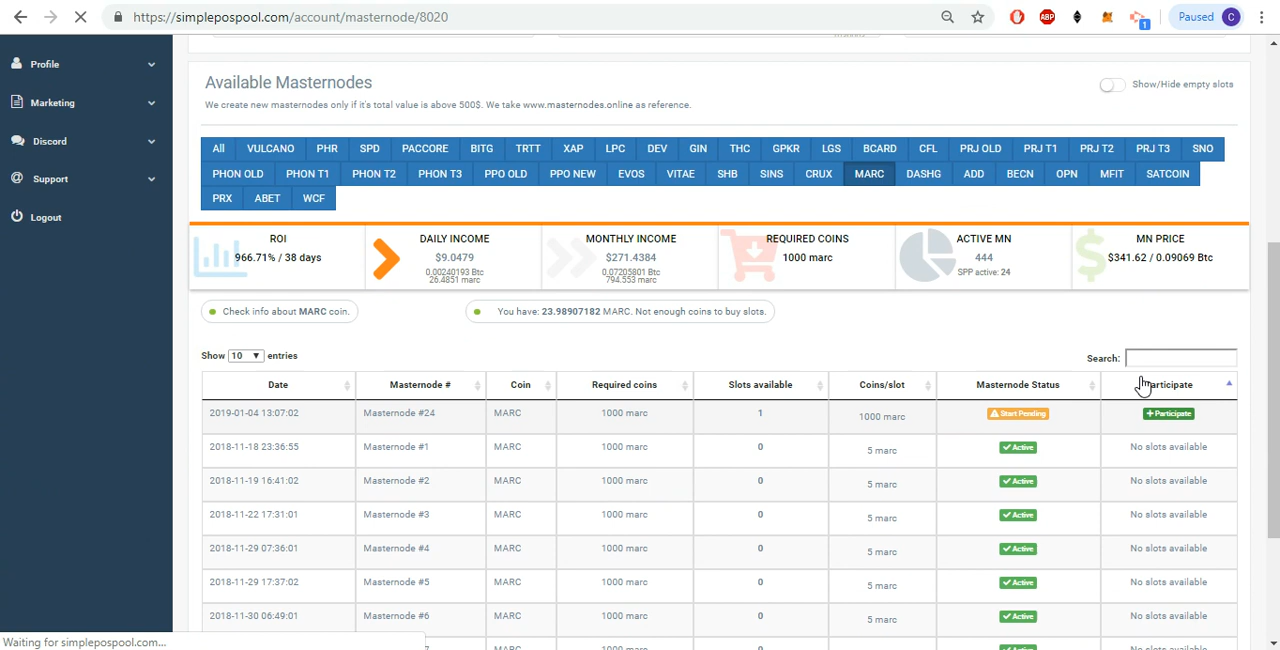 https://simplepospool.com/account/masternode/8020
ABP
1
Paused C
Profile
Marketing
Discord
Support
Logout
Available Masternodes
Show/Hide empty slots
We create new masternodes only if it's total value is above 500$. We take www.masternodes.online as reference.
All VULCANO PHR SPD PACCORE BITG TRTT XAP LPC DEV GIN THC GPKR LGS BCARD CFL PRJ OLD PRJ T1 PRJ T2 PRJ T3 SNO
PHON OLD PHON T1 PHON T2 PHON T3 PPO OLD PPO NEW EVOS VITAE SHB SINS CRUX MARC DASHG ADD BECN OPN MFIT SATCOIN
PRX ABET WCF
ROI DAILY INCOME MONTHLY INCOME REQUIRED COINS ACTIVE MN MN PRICE
966.71% / 38 days $9.0479 $271.4384 1000 marc 444 $341.62 / 0.09069 Btc
0.00240193 Btc 0.07205801 Btc SPP active: 24
26.4851 marc 794.553 marc
Check info about MARC coin. You have: 23.98907182 MARC. Not enough coins to buy slots.
Show 10 entries Search:
Date Masternode # Coin Required coins Slots available Coins/slot Masternode Status Participate
2019-01-04 13:07:02 Masternode #24 MARC 1000 marc 1 1000 marc Start Pending Participate
2018-11-18 23:36:55 Masternode #1 MARC 1000 marc 0 5 marc Active No slots available
2018-11-19 16:41:02 Masternode #2 MARC 1000 marc 0 5 marc Active No slots available
2018-11-22 17:31:01 Masternode #3 MARC 1000 marc 0 5 marc Active No slots available
2018-11-29 07:36:01 Masternode #4 MARC 1000 marc 0 5 marc Active No slots available
2018-11-29 17:37:02 Masternode #5 MARC 1000 marc 0 5 marc Active No slots available
2018-11-30 06:49:01 Masternode #6 MARC 1000 marc 0 5 marc Active No slots available
Waiting for simplepospool.com...